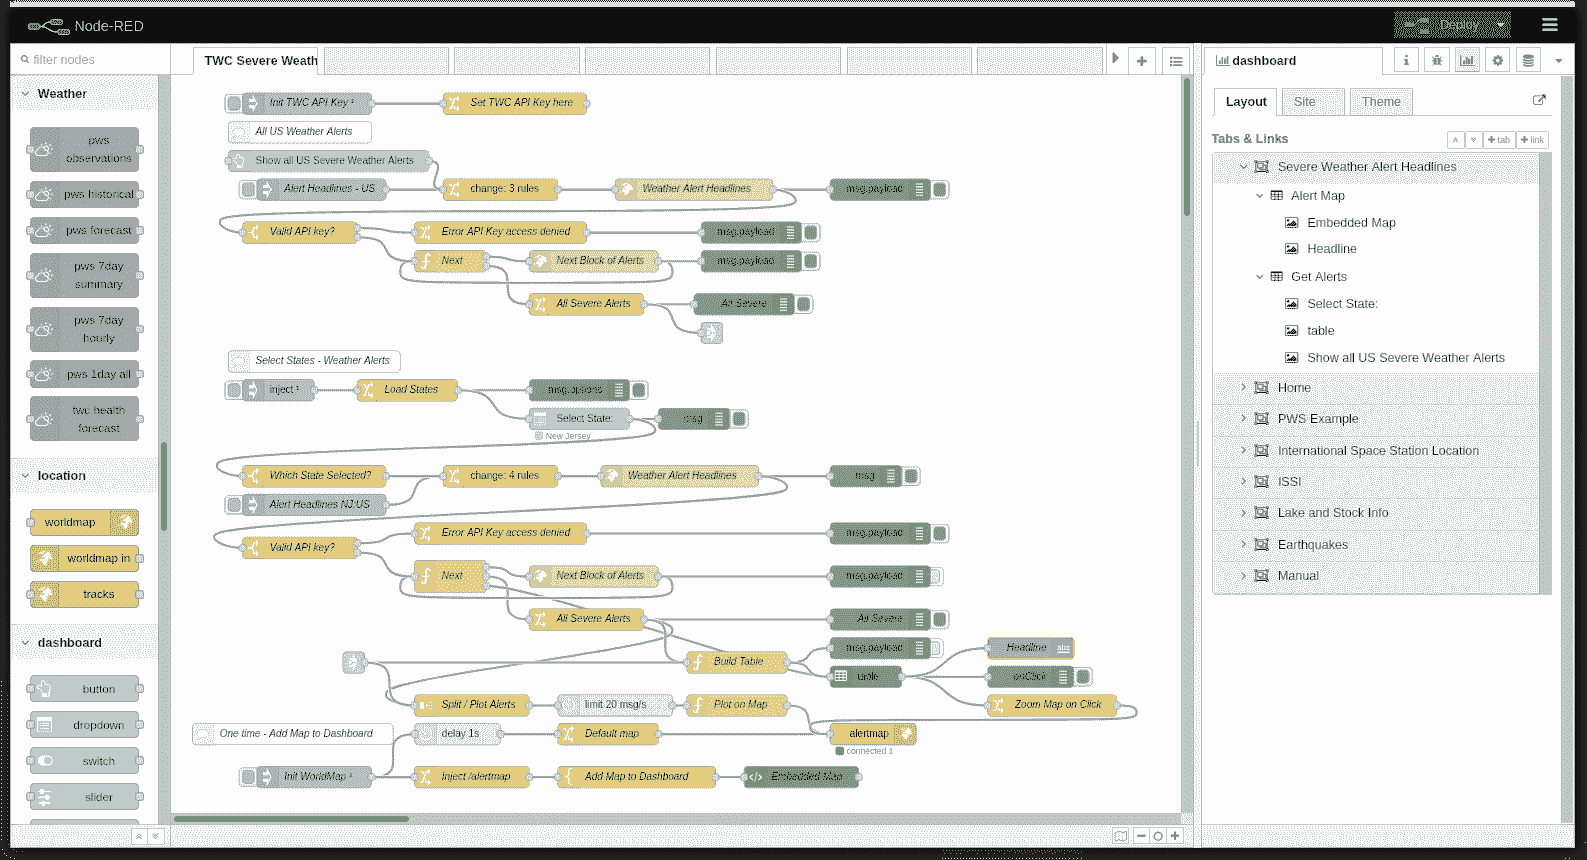 Node-RED
Deploy
filter nodes
TWC Severe Weath
dashboard
Weather
pws
observations
pws historical
pws forecast
pws 7day
summary
pws 7day
hourly
pws 1day all
twc health
forecast
location
worldmap
worldmap in
tracks
dashboard
button
dropdown
switch
slider
Init TWC API Key ¹
Set TWC API Key here
All US Weather Alerts
Show all US Severe Weather Alerts
Alert Headlines - US
change: 3 rules
Weather Alert Headlines
msg.payload
Valid API key?
Error API Key access denied
msg.payload
Next
Next Block of Alerts
msg.payload
All Severe Alerts
All Severe
Select States - Weather Alerts
inject ¹
Load States
msg.options
Select State:
msg
New Jersey
Which State Selected?
change: 4 rules
Weather Alert Headlines
msg
Alert Headlines NJ:US
Error API Key access denied
msg.payload
Valid API key?
Next
Next Block of Alerts
msg.payload
All Severe Alerts
All Severe
msg.payload
Headline
abc
Build Table
table
onClick
Split / Plot Alerts
limit 20 msg/s
Plot on Map
Zoom Map on Click
One time - Add Map to Dashboard
delay 1s
Default map
alertmap
connected 1
Init WorldMap ¹
Inject /alertmap
Add Map to Dashboard
Embedded Map
Layout
Site
Theme
Tabs & Links
tab
link
Severe Weather Alert Headlines
Alert Map
Embedded Map
Headline
Get Alerts
Select State:
table
Show all US Severe Weather Alerts
Home
PWS Example
International Space Station Location
ISSI
Lake and Stock Info
Earthquakes
Manual